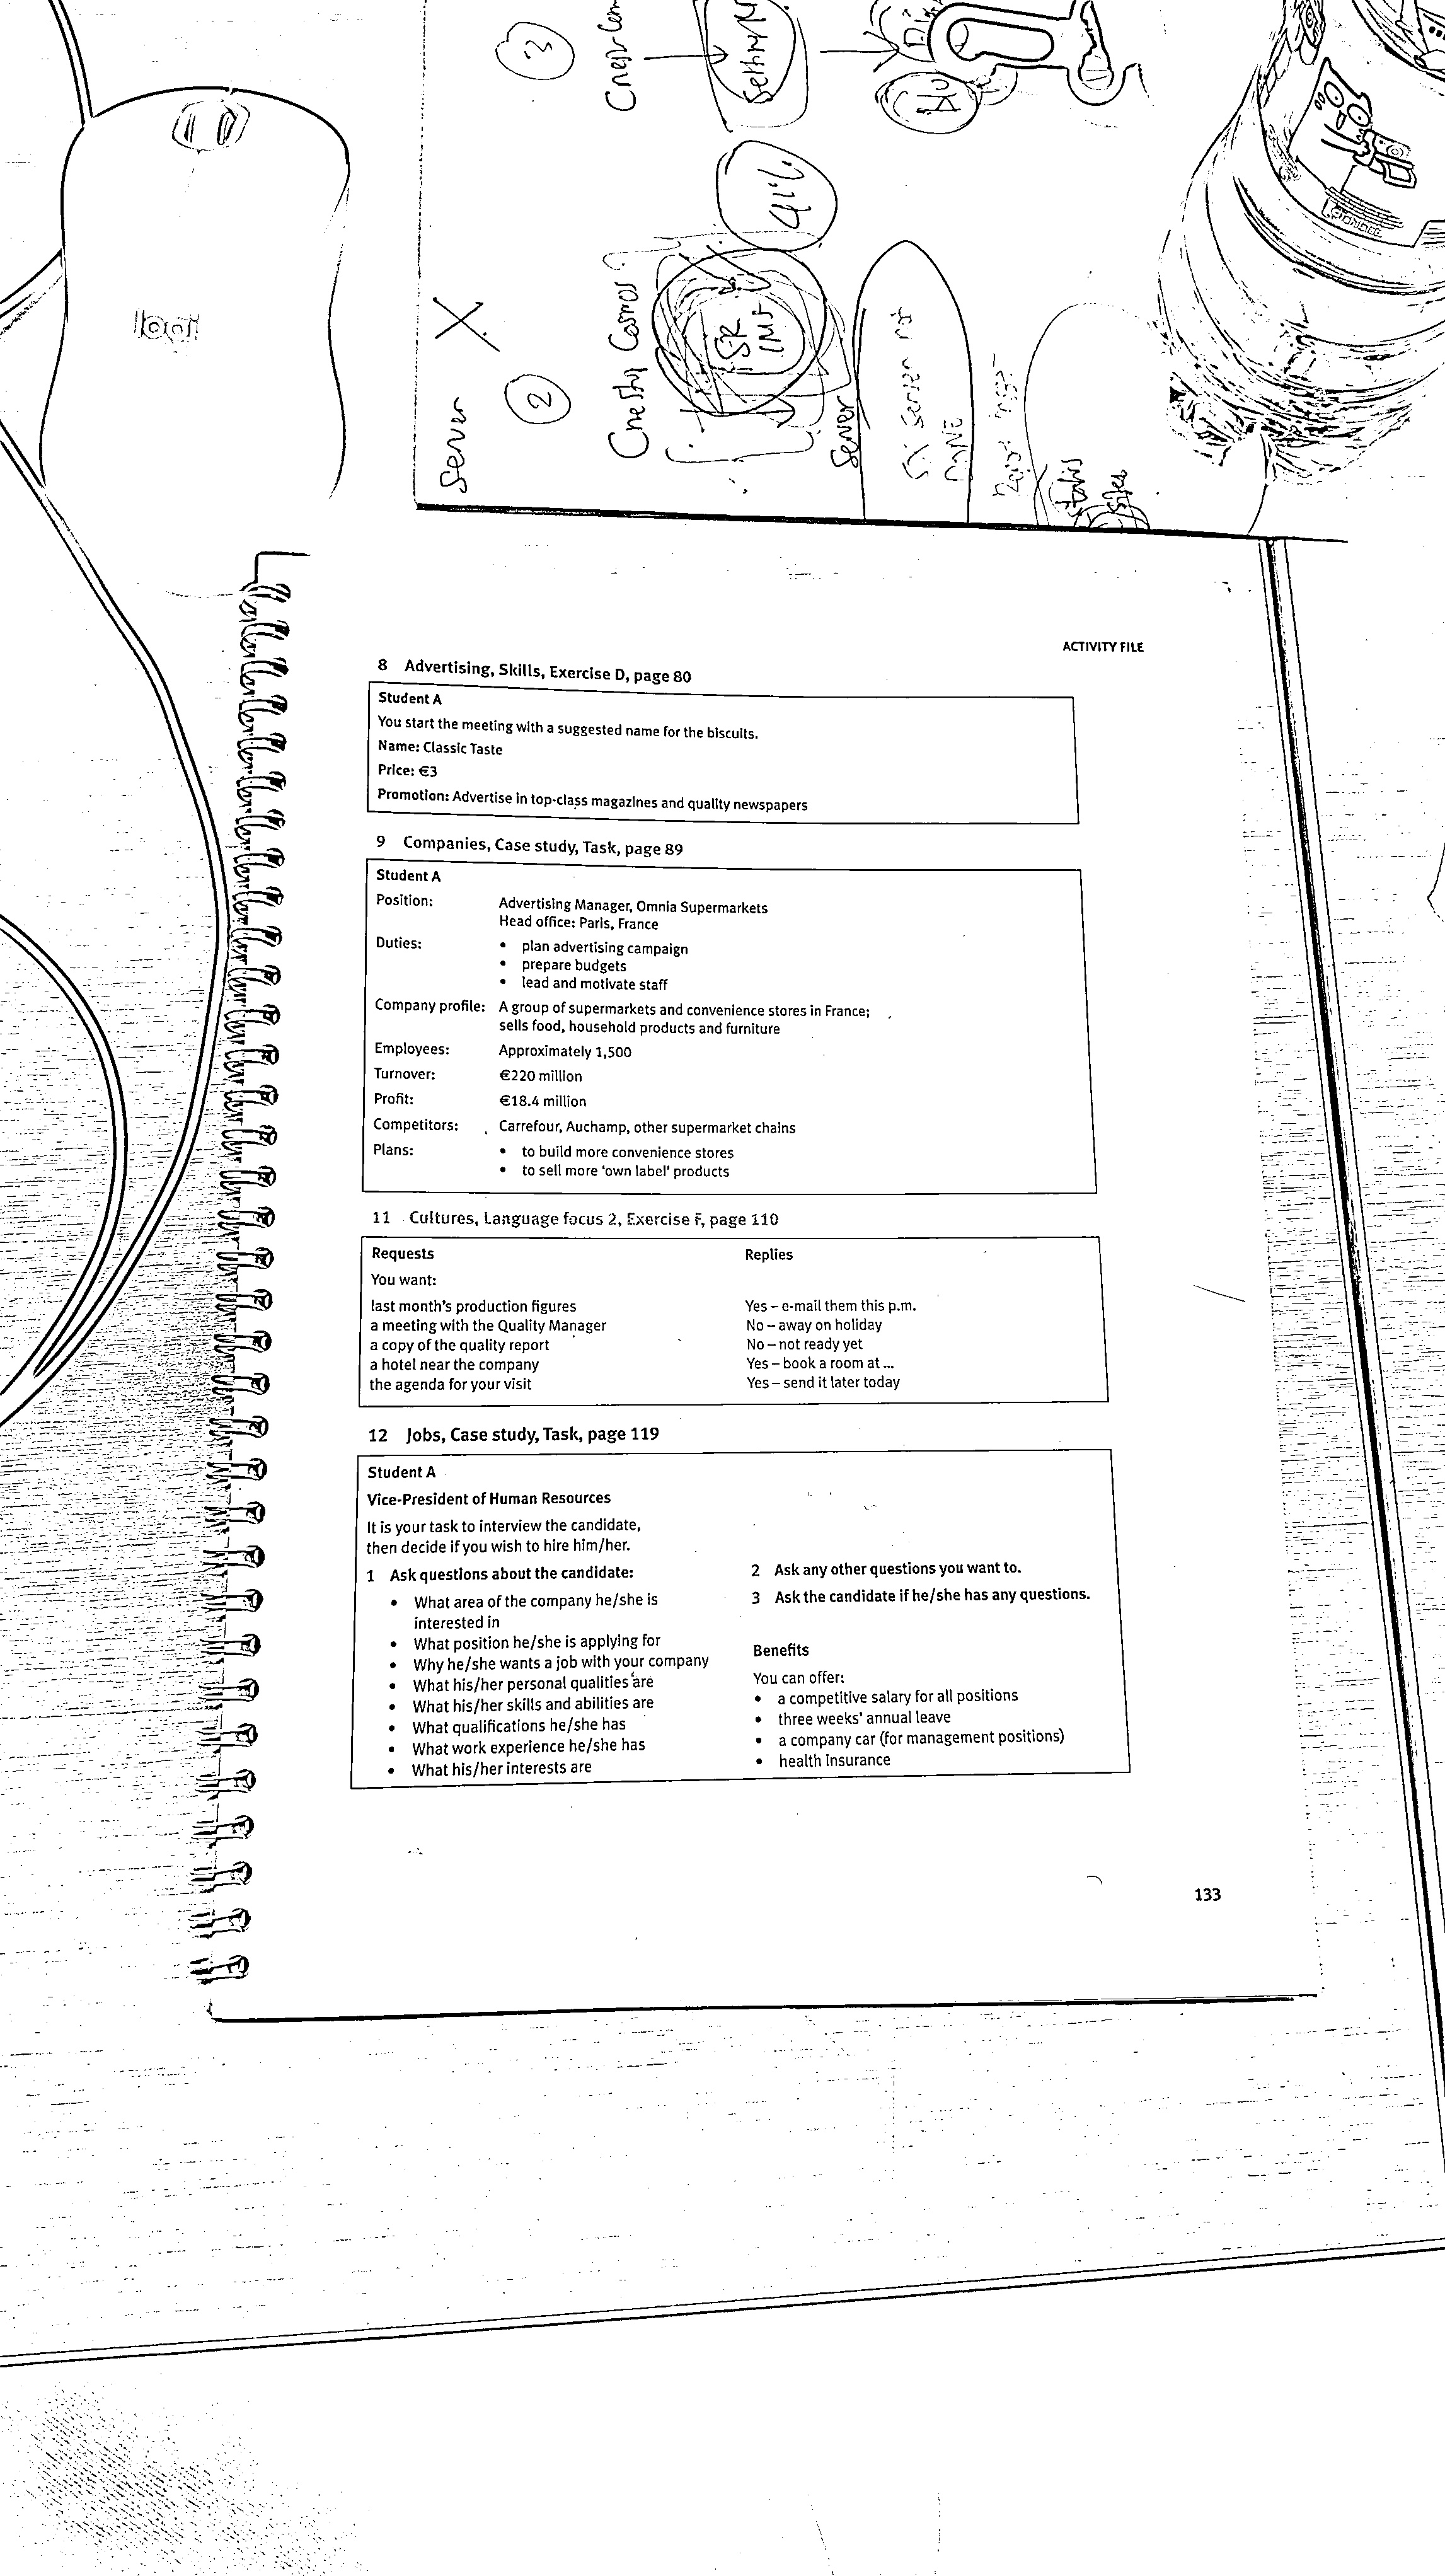 3
2
Server
Server
41%
SR
ACTIVITY FILE
8 Advertising, Skills, Exercise D, page 80
Student A
You start the meeting with a suggested name for the biscuits.
Name: Classic Taste
Price: €3
Promotion: Advertise in top-class magazines and quality newspapers
9 Companies, Case study, Task, page 89
Student A
Position: Advertising Manager, Omnia Supermarkets
Head office: Paris, France
Duties: • plan advertising campaign
• prepare budgets
• lead and motivate staff
Company profile: A group of supermarkets and convenience stores in France;
sells food, household products and furniture
Employees: Approximately 1,500
Turnover: €220 million
Profit: €18.4 million
Competitors: Carrefour, Auchamp, other supermarket chains
Plans: • to build more convenience stores
• to sell more 'own label' products
11 Cultures, Language focus 2, Exercise F, page 110
Requests Replies
You want:
last month's production figures Yes – e-mail them this p.m.
a meeting with the Quality Manager No – away on holiday
a copy of the quality report No – not ready yet
a hotel near the company Yes – book a room at ...
the agenda for your visit Yes – send it later today
12 Jobs, Case study, Task, page 119
Student A
Vice-President of Human Resources
It is your task to interview the candidate,
then decide if you wish to hire him/her.
1 Ask questions about the candidate:
• What area of the company he/she is
interested in
• What position he/she is applying for
• Why he/she wants a job with your company
• What his/her personal qualities are
• What his/her skills and abilities are
• What qualifications he/she has
• What work experience he/she has
• What his/her interests are
2 Ask any other questions you want to.
3 Ask the candidate if he/she has any questions.
Benefits
You can offer:
• a competitive salary for all positions
• three weeks' annual leave
• a company car (for management positions)
• health insurance
133